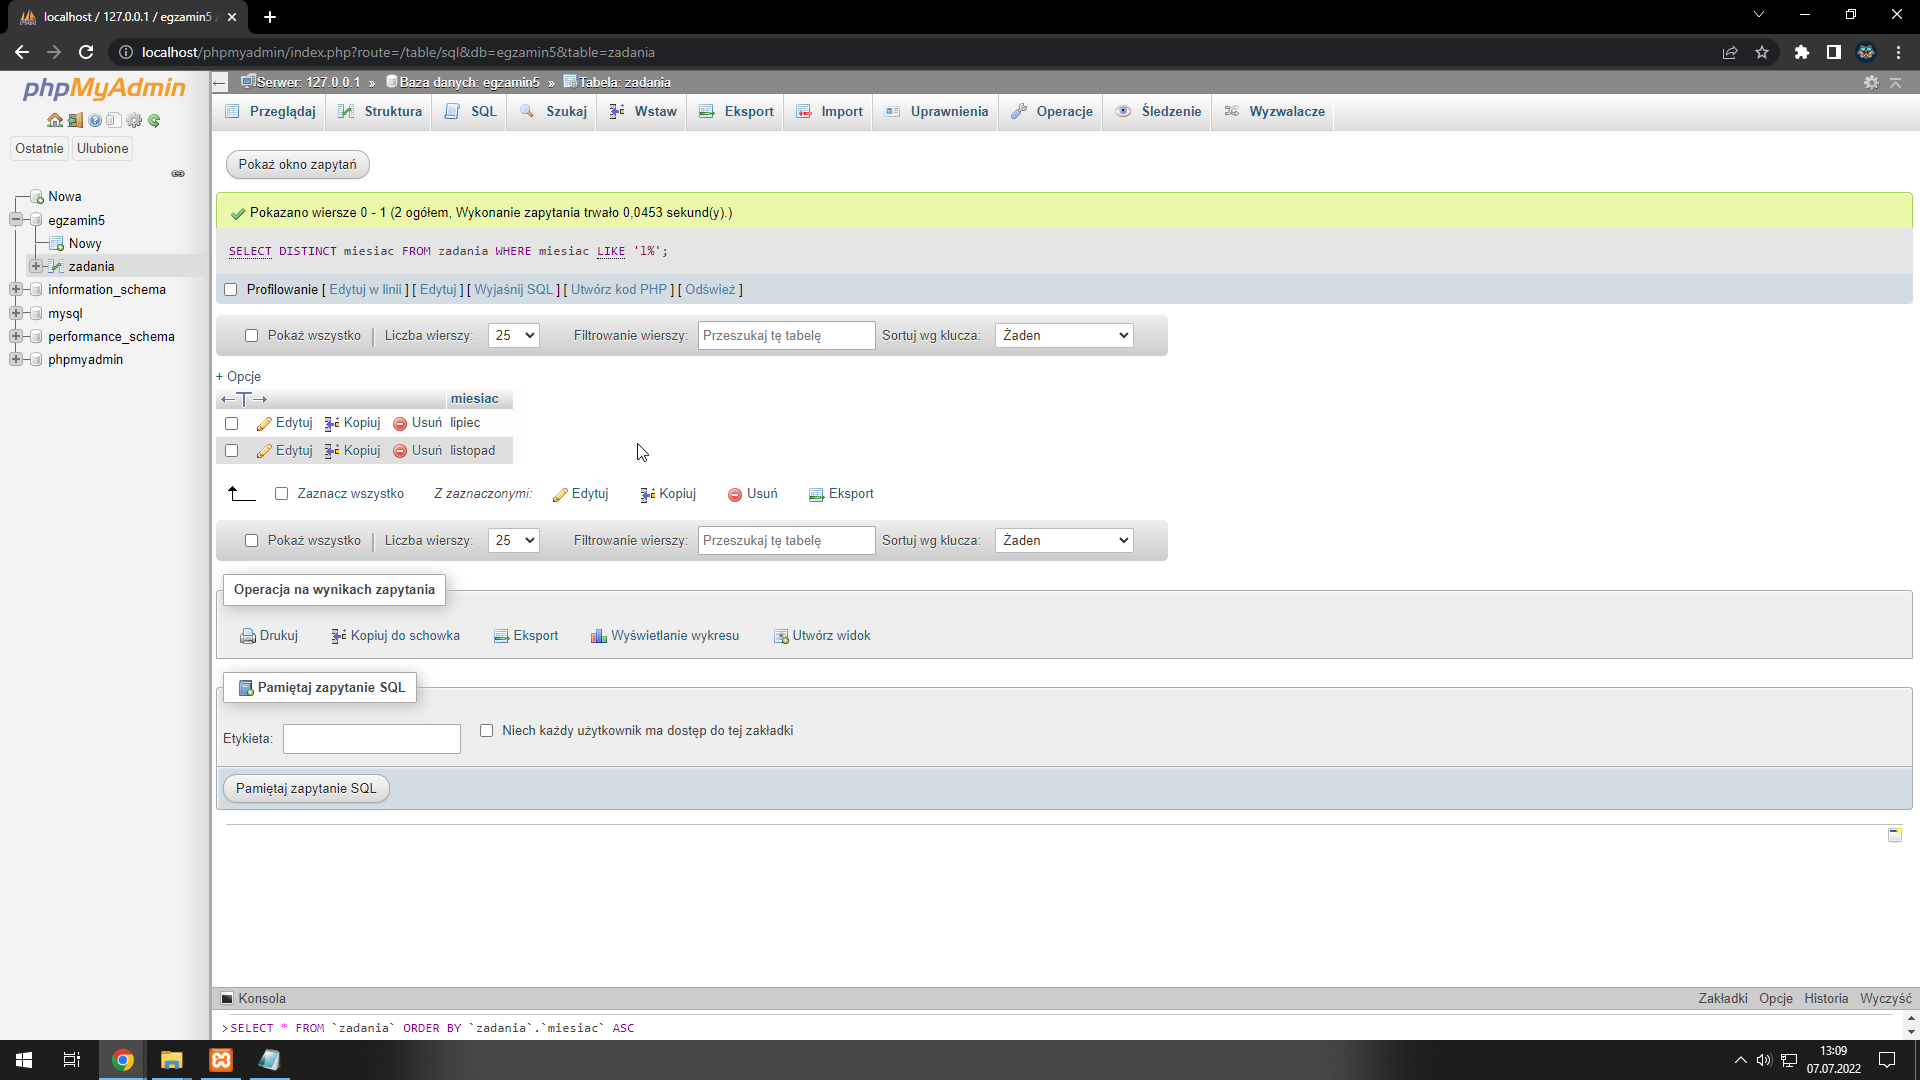 localhost / 127.0.0.1 / egzamin5
localhost/phpmyadmin/index.php?route=/table/sql&db=egzamin5&table=zadania
phpMyAdmin
Ostatnie
Ulubione
Nowa
egzamin5
Nowy
zadania
information_schema
mysql
performance_schema
phpmyadmin
Serwer: 127.0.0.1 » Baza danych: egzamin5 » Tabela: zadania
Przeglądaj Struktura SQL Szukaj Wstaw Eksport Import Uprawnienia Operacje Śledzenie Wyzwalacze
Pokaż okno zapytań
Pokazano wiersze 0 - 1 (2 ogółem, Wykonanie zapytania trwało 0,0453 sekund(y).)
SELECT DISTINCT miesiac FROM zadania WHERE miesiac LIKE 'l%';
Profilowanie [ Edytuj w linii ] [ Edytuj ] [ Wyjaśnij SQL ] [ Utwórz kod PHP ] [ Odśwież ]
Pokaż wszystko Liczba wierszy: 25 Filtrowanie wierszy: Przeszukaj tę tabelę Sortuj wg klucza: Żaden
+ Opcje
←T→ miesiac
Edytuj Kopiuj Usuń lipiec
Edytuj Kopiuj Usuń listopad
Zaznacz wszystko Z zaznaczonymi: Edytuj Kopiuj Usuń Eksport
Pokaż wszystko Liczba wierszy: 25 Filtrowanie wierszy: Przeszukaj tę tabelę Sortuj wg klucza: Żaden
Operacja na wynikach zapytania
Drukuj Kopiuj do schowka Eksport Wyświetlanie wykresu Utwórz widok
Pamiętaj zapytanie SQL
Etykieta: Niech każdy użytkownik ma dostęp do tej zakładki
Pamiętaj zapytanie SQL
Konsola Zakładki Opcje Historia Wyczyść
>SELECT * FROM `zadania` ORDER BY `zadania`.`miesiac` ASC
13:09
07.07.2022